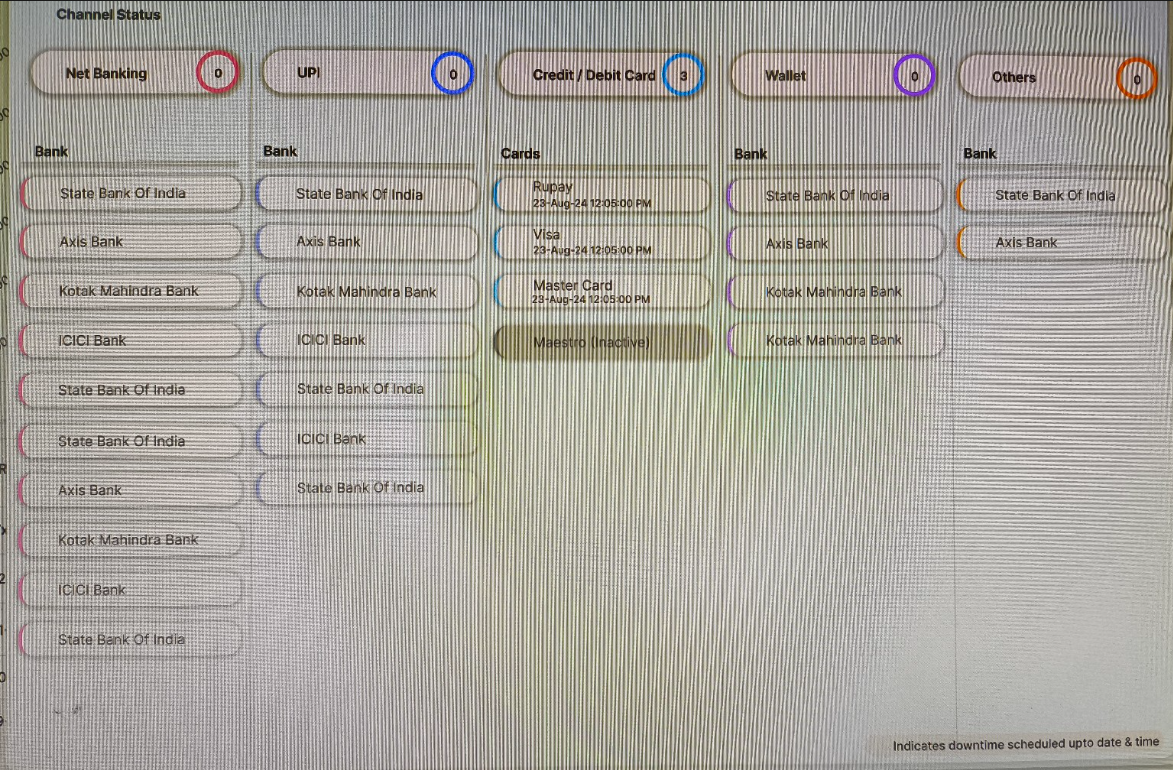 Channel Status
Net Banking 0
UPI 0
Credit / Debit Card 3
Wallet 0
Others 0
Bank
State Bank Of India
Axis Bank
Kotak Mahindra Bank
ICICI Bank
State Bank Of India
State Bank Of India
Axis Bank
Kotak Mahindra Bank
ICICI Bank
State Bank Of India
Bank
State Bank Of India
Axis Bank
Kotak Mahindra Bank
ICICI Bank
State Bank Of India
ICICI Bank
State Bank Of India
Cards
Rupay
23-Aug-24 12:05:00 PM
Visa
23-Aug-24 12:05:00 PM
Master Card
23-Aug-24 12:05:00 PM
Maestro (Inactive)
Bank
State Bank Of India
Axis Bank
Kotak Mahindra Bank
Kotak Mahindra Bank
Bank
State Bank Of India
Axis Bank
Indicates downtime scheduled upto date & time